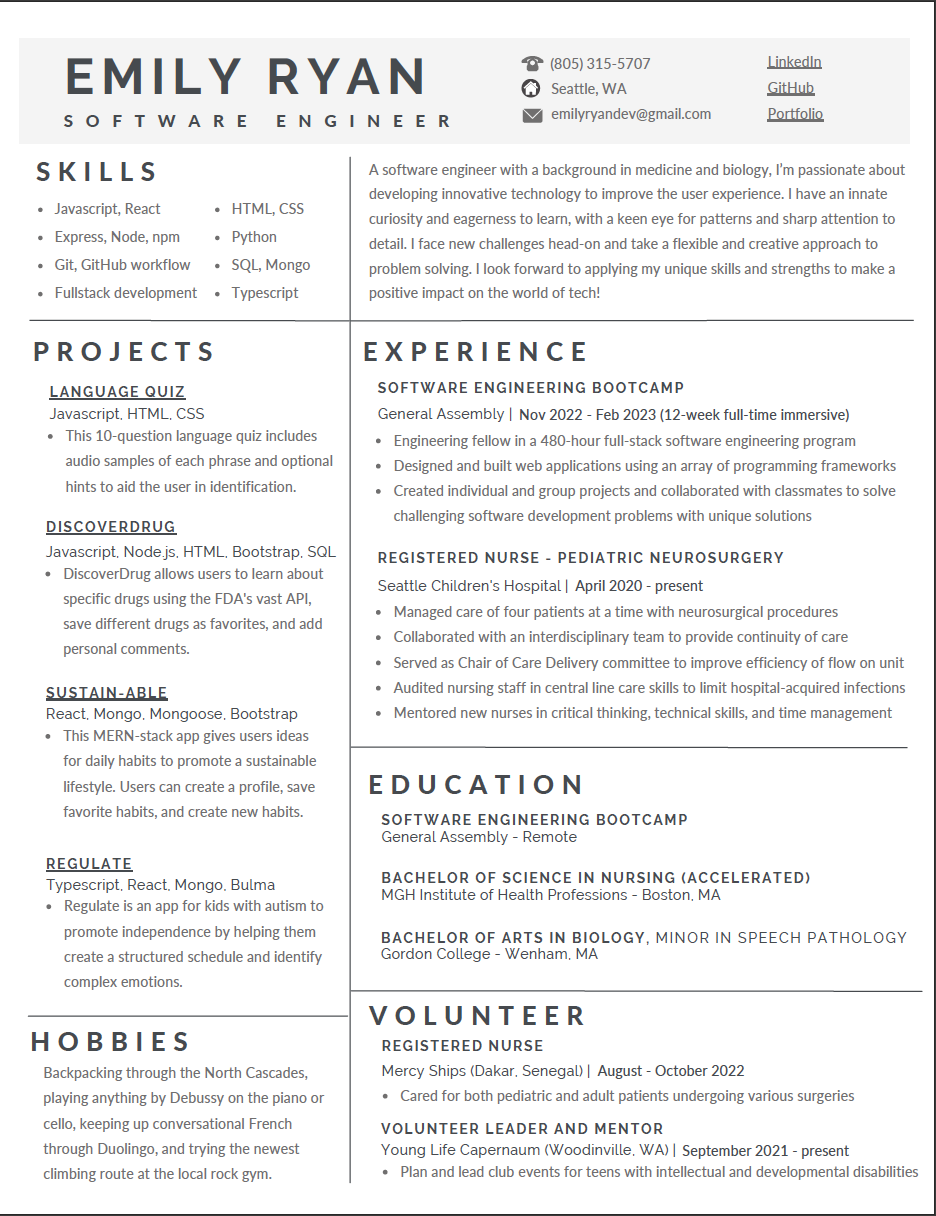 EMILY RYAN
SOFTWARE ENGINEER
(805) 315-5707
Seattle, WA
emilyryandev@gmail.com
LinkedIn
GitHub
Portfolio
SKILLS
Javascript, React
Express, Node, npm
Git, GitHub workflow
Fullstack development
HTML, CSS
Python
SQL, Mongo
Typescript
A software engineer with a background in medicine and biology, I'm passionate about
developing innovative technology to improve the user experience. I have an innate
curiosity and eagerness to learn, with a keen eye for patterns and sharp attention to
detail. I face new challenges head-on and take a flexible and creative approach to
problem solving. I look forward to applying my unique skills and strengths to make a
positive impact on the world of tech!
PROJECTS
LANGUAGE QUIZ
Javascript, HTML, CSS
• This 10-question language quiz includes
audio samples of each phrase and optional
hints to aid the user in identification.
DISCOVERDRUG
Javascript, Node.js, HTML, Bootstrap, SQL
• DiscoverDrug allows users to learn about
specific drugs using the FDA's vast API,
save different drugs as favorites, and add
personal comments.
SUSTAIN-ABLE
React, Mongo, Mongoose, Bootstrap
• This MERN-stack app gives users ideas
for daily habits to promote a sustainable
lifestyle. Users can create a profile, save
favorite habits, and create new habits.
REGULATE
Typescript, React, Mongo, Bulma
• Regulate is an app for kids with autism to
promote independence by helping them
create a structured schedule and identify
complex emotions.
HOBBIES
Backpacking through the North Cascades,
playing anything by Debussy on the piano or
cello, keeping up conversational French
through Duolingo, and trying the newest
climbing route at the local rock gym.
EXPERIENCE
SOFTWARE ENGINEERING BOOTCAMP
General Assembly | Nov 2022 - Feb 2023 (12-week full-time immersive)
• Engineering fellow in a 480-hour full-stack software engineering program
• Designed and built web applications using an array of programming frameworks
• Created individual and group projects and collaborated with classmates to solve
challenging software development problems with unique solutions
REGISTERED NURSE - PEDIATRIC NEUROSURGERY
Seattle Children's Hospital | April 2020 - present
• Managed care of four patients at a time with neurosurgical procedures
• Collaborated with an interdisciplinary team to provide continuity of care
• Served as Chair of Care Delivery committee to improve efficiency of flow on unit
• Audited nursing staff in central line care skills to limit hospital-acquired infections
• Mentored new nurses in critical thinking, technical skills, and time management
EDUCATION
SOFTWARE ENGINEERING BOOTCAMP
General Assembly - Remote
BACHELOR OF SCIENCE IN NURSING (ACCELERATED)
MGH Institute of Health Professions - Boston, MA
BACHELOR OF ARTS IN BIOLOGY, MINOR IN SPEECH PATHOLOGY
Gordon College - Wenham, MA
VOLUNTEER
REGISTERED NURSE
Mercy Ships (Dakar, Senegal) | August - October 2022
• Cared for both pediatric and adult patients undergoing various surgeries
VOLUNTEER LEADER AND MENTOR
Young Life Capernaum (Woodinville, WA) | September 2021 - present
• Plan and lead club events for teens with intellectual and developmental disabilities